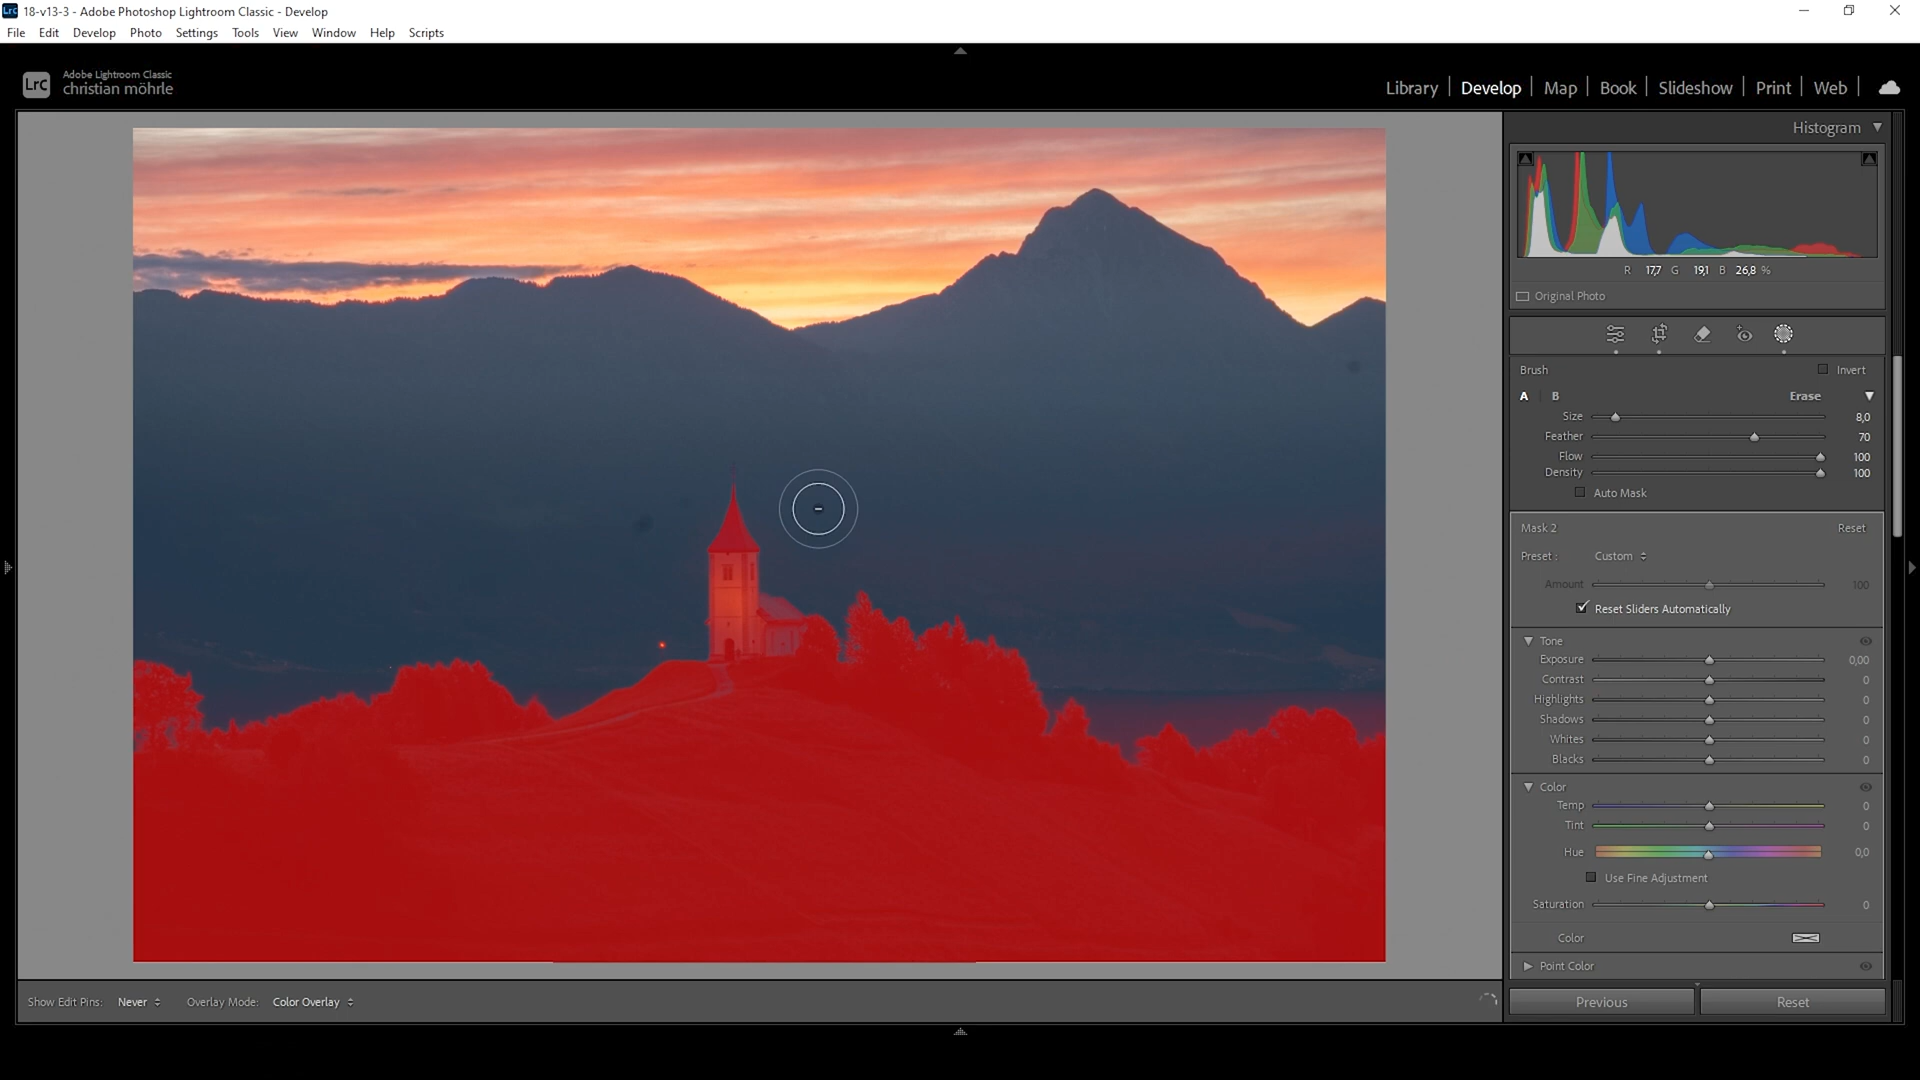 Lrc 18-v13-3 - Adobe Photoshop Lightroom Classic - Develop
File Edit Develop Photo Settings Tools View Window Help Scripts
LrC
Adobe Lightroom Classic
christian möhrle
Library | Develop | Map | Book | Slideshow | Print | Web |
Histogram
R 17,7 G 19,1 B 26,8 %
Original Photo
Brush Invert
A B Erase
Size 8,0
Feather 70
Flow 100
Density 100
Auto Mask
Mask 2 Reset
Preset : Custom
Amount 100
Reset Sliders Automatically
Tone
Exposure 0,00
Contrast 0
Highlights 0
Shadows 0
Whites 0
Blacks 0
Color
Temp 0
Tint 0
Hue 0,0
Use Fine Adjustment
Saturation 0
Color
Point Color
Show Edit Pins: Never Overlay Mode: Color Overlay
Previous Reset